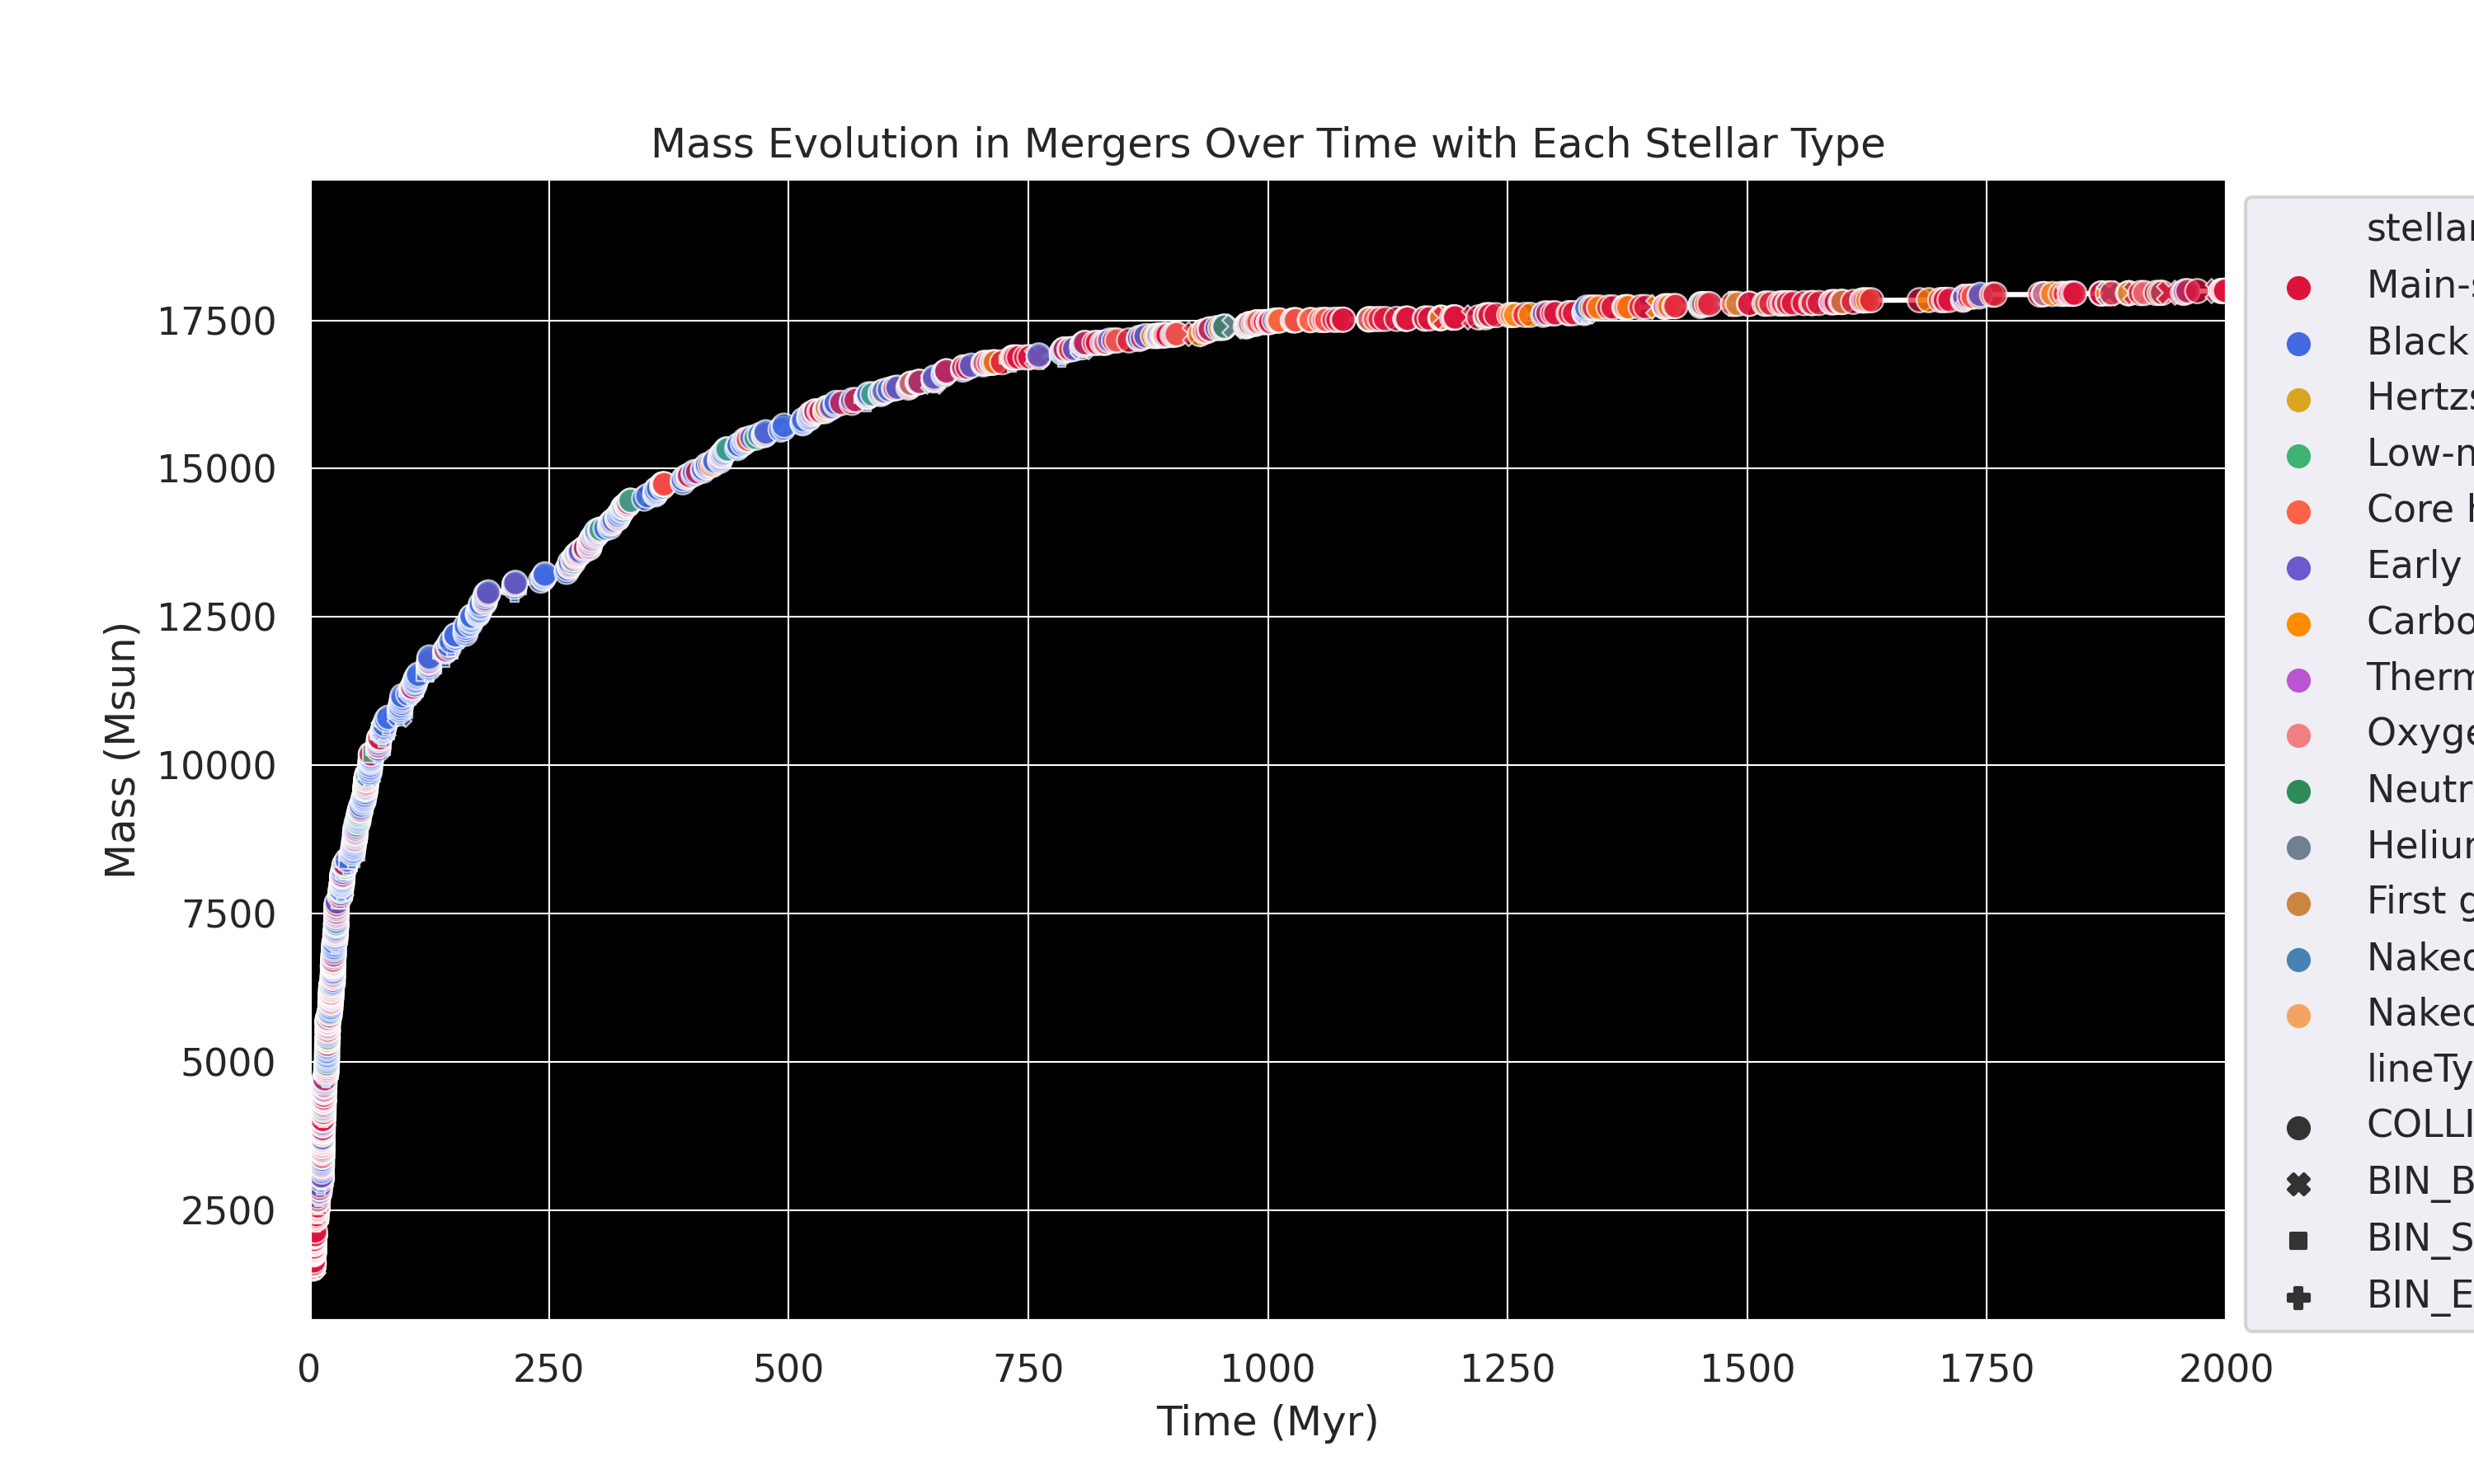 Mass Evolution in Mergers Over Time with Each Stellar Type
Mass (Msun)
17500
15000
12500
10000
7500
5000
2500
0 250 500 750 1000 1250 1500 1750 2000
Time (Myr)
stellar
Main-s
Black
Hertzs
Low-m
Core h
Early
Carbo
Therm
Oxyge
Neutr
Heliun
First g
Naked
Naked
lineTy
COLLI
BIN_B
BIN_S
BIN_E